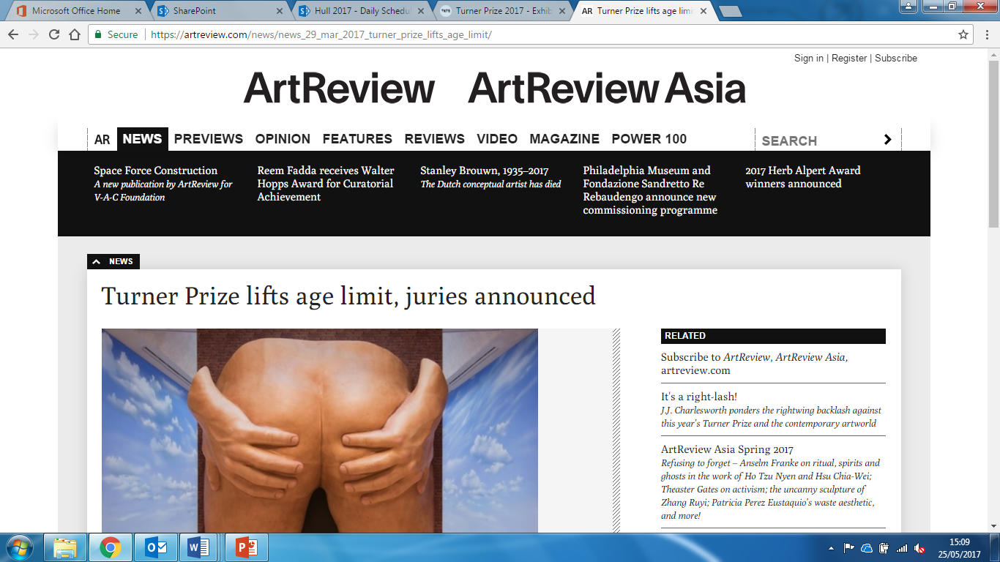 Microsoft Office Home
SharePoint
Hull 2017 - Daily Schedu
Turner Prize 2017 - Exhib
AR Turner Prize lifts age limi
Secure https://artreview.com/news/news_29_mar_2017_turner_prize_lifts_age_limit/
Sign in | Register | Subscribe
ArtReview ArtReview Asia
AR NEWS PREVIEWS OPINION FEATURES REVIEWS VIDEO MAGAZINE POWER 100 SEARCH
Space Force Construction
A new publication by ArtReview for
V-A-C Foundation
Reem Fadda receives Walter
Hopps Award for Curatorial
Achievement
Stanley Brouwn, 1935–2017
The Dutch conceptual artist has died
Philadelphia Museum and
Fondazione Sandretto Re
Rebaudengo announce new
commissioning programme
2017 Herb Alpert Award
winners announced
NEWS
Turner Prize lifts age limit, juries announced
RELATED
Subscribe to ArtReview, ArtReview Asia,
artreview.com
It's a right-lash!
J.J. Charlesworth ponders the rightwing backlash against
this year's Turner Prize and the contemporary artworld
ArtReview Asia Spring 2017
Refusing to forget – Anselm Franke on ritual, spirits and
ghosts in the work of Ho Tzu Nyen and Hsu Chia-Wei;
Theaster Gates on activism; the uncanny sculpture of
Zhang Ruyi; Patricia Perez Eustaquio's waste aesthetic,
and more!
15:09
25/05/2017